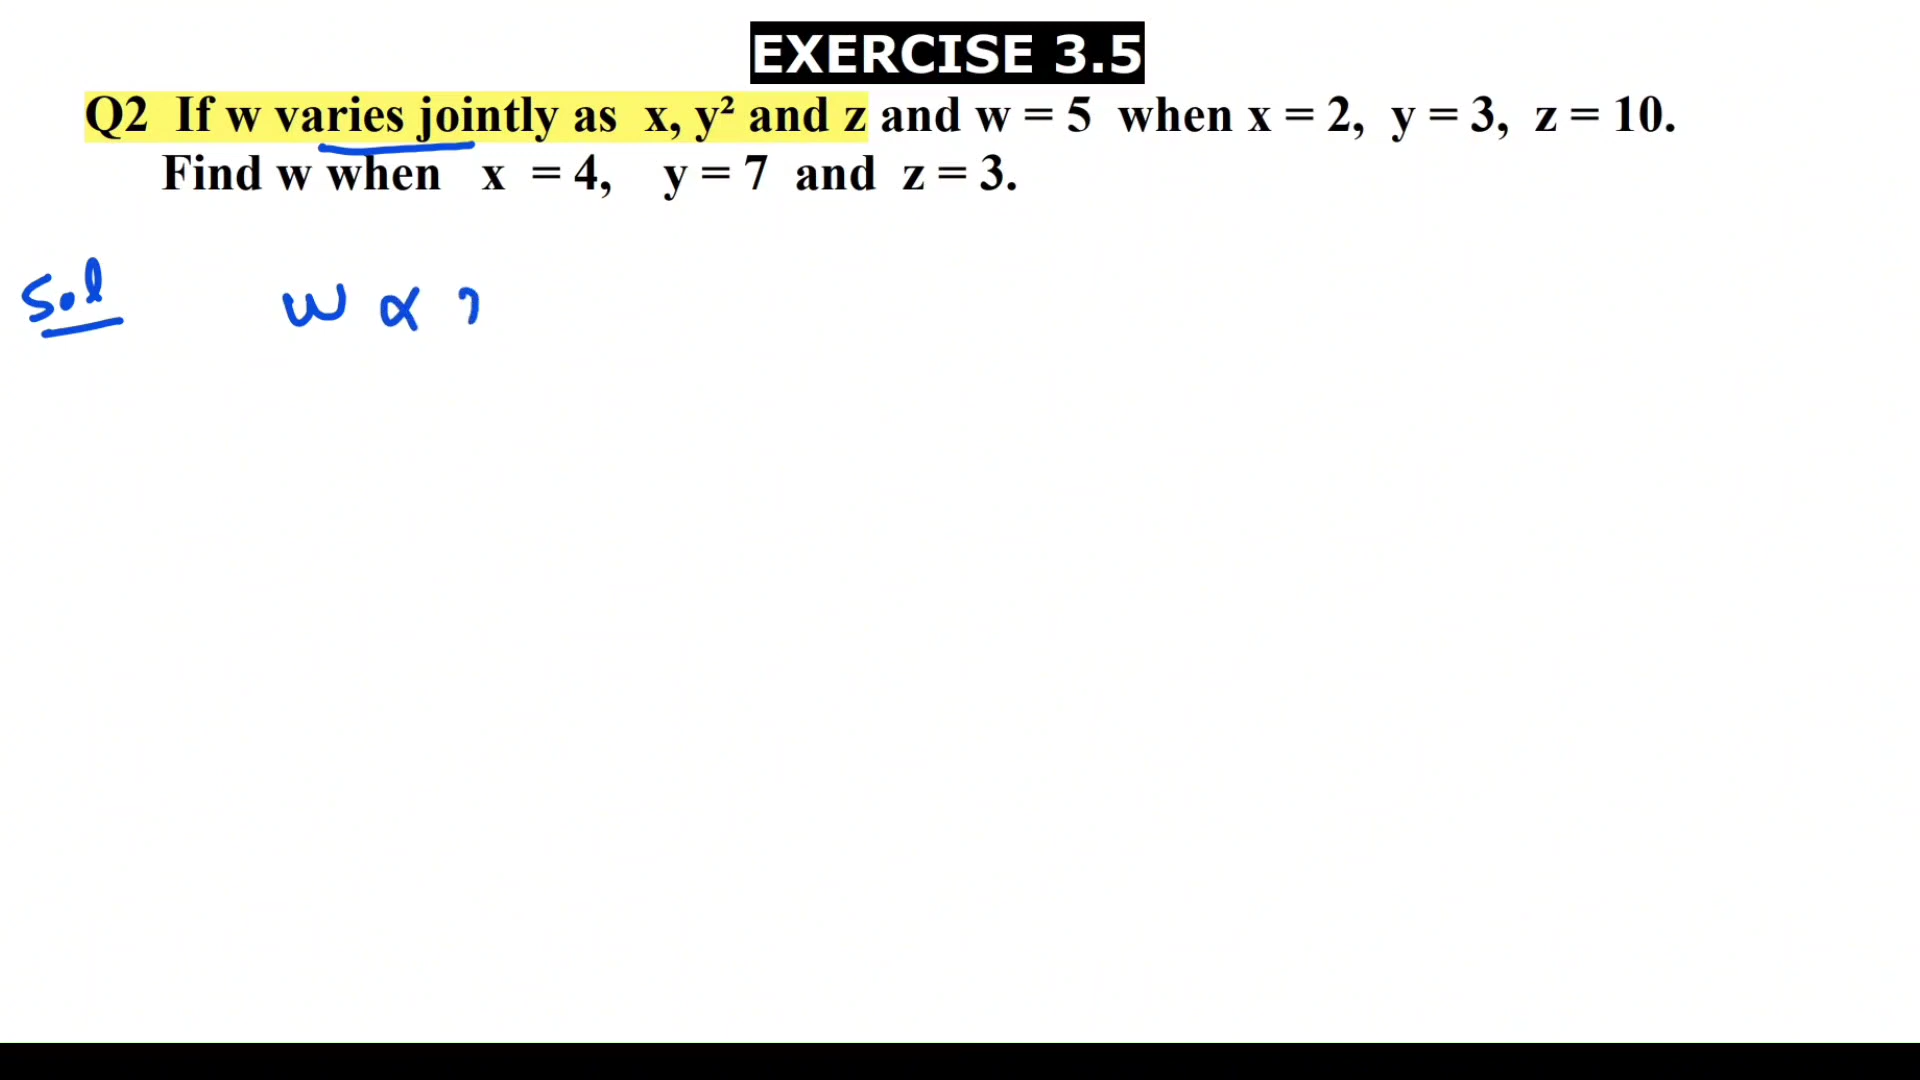 EXERCISE 3.5
Q2 If w varies jointly as x, y² and z and w = 5 when x = 2, y = 3, z = 10.
Find w when x = 4, y = 7 and z = 3.
Sol w ∝